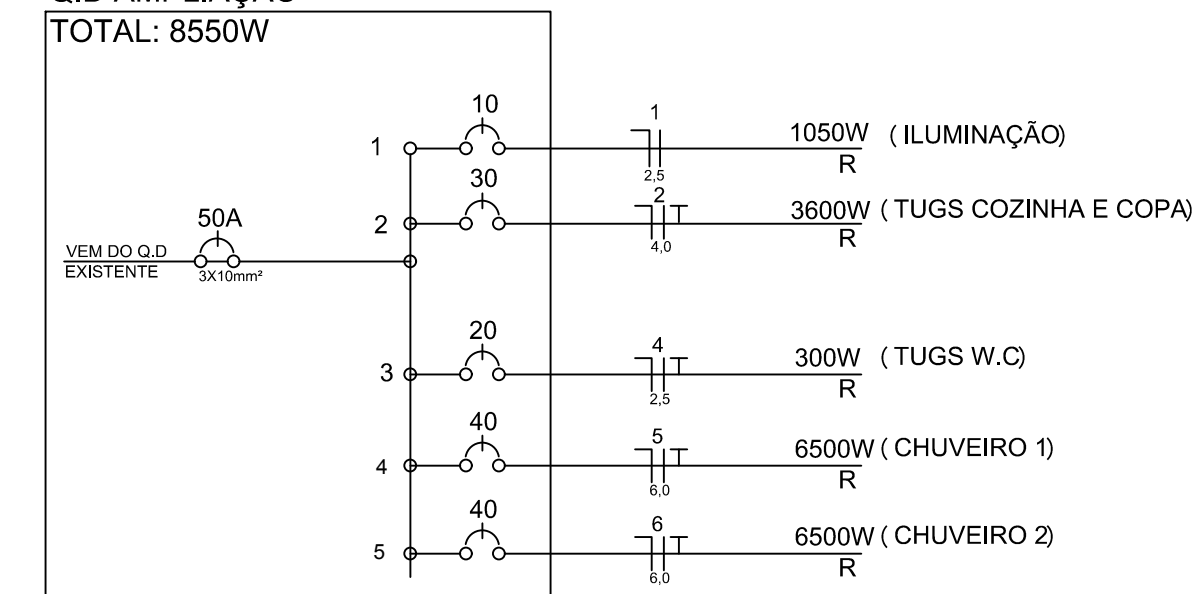 TOTAL: 8550W
10
1
1
1050W ( ILUMINAÇÃO)
2,5
R
30
2
2
3600W ( TUGS COZINHA E COPA)
4,0
R
50A
VEM DO Q.D
EXISTENTE
3X10mm²
20
3
4
300W ( TUGS W.C)
2,5
R
40
4
5
6500W ( CHUVEIRO 1)
6,0
R
40
5
6
6500W ( CHUVEIRO 2)
6,0
R